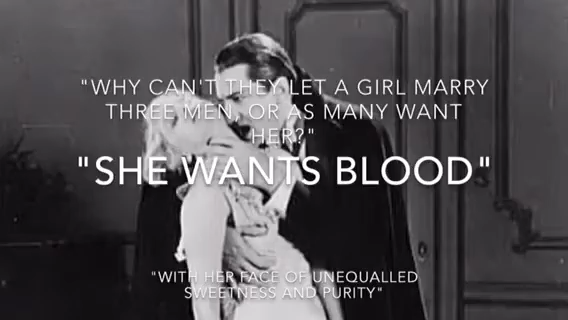 "WHY CAN'T THEY LET A GIRL MARRY
THREE MEN, OR AS MANY WANT
HER?"
"SHE WANTS BLOOD"
"WITH HER FACE OF UNEQUALLED
SWEETNESS AND PURITY"